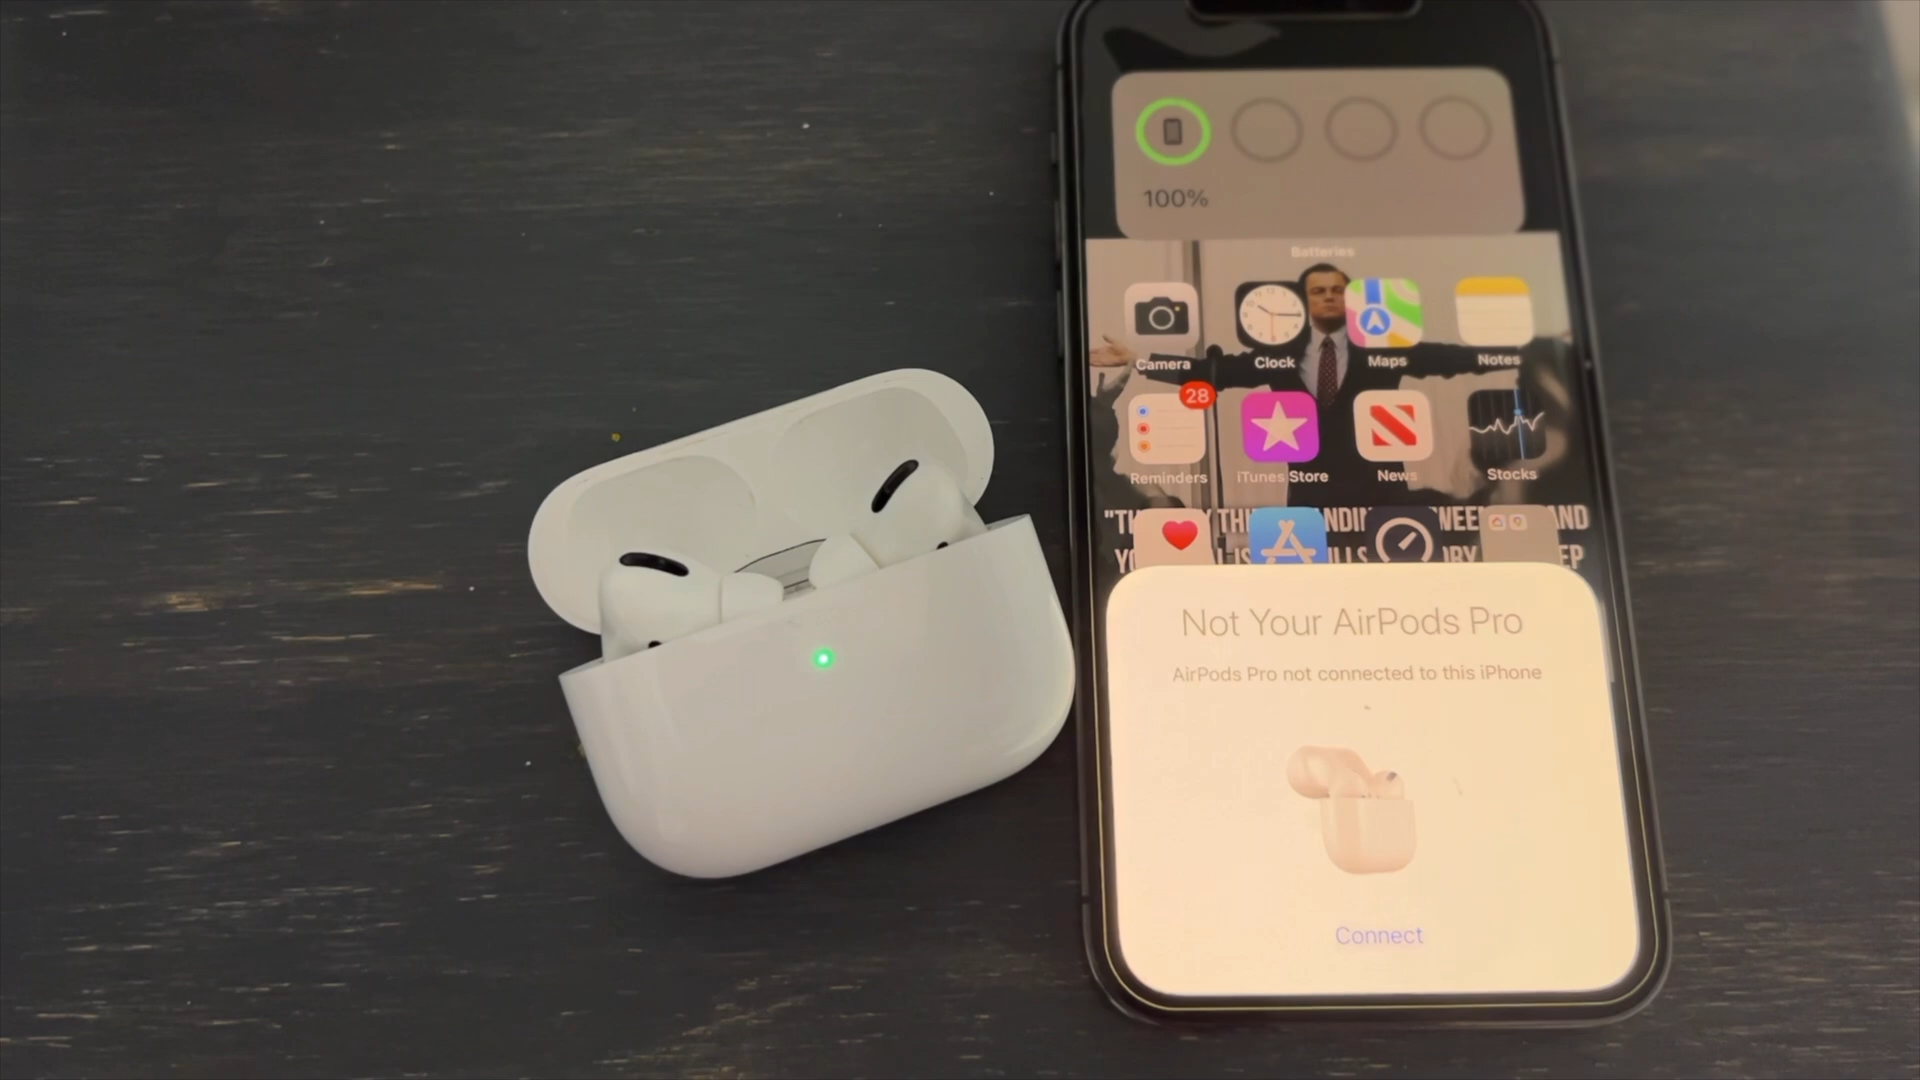 100%
Batteries
Camera Clock Maps Notes
28
Reminders iTunes Store News Stocks
Not Your AirPods Pro
AirPods Pro not connected to this iPhone
Connect